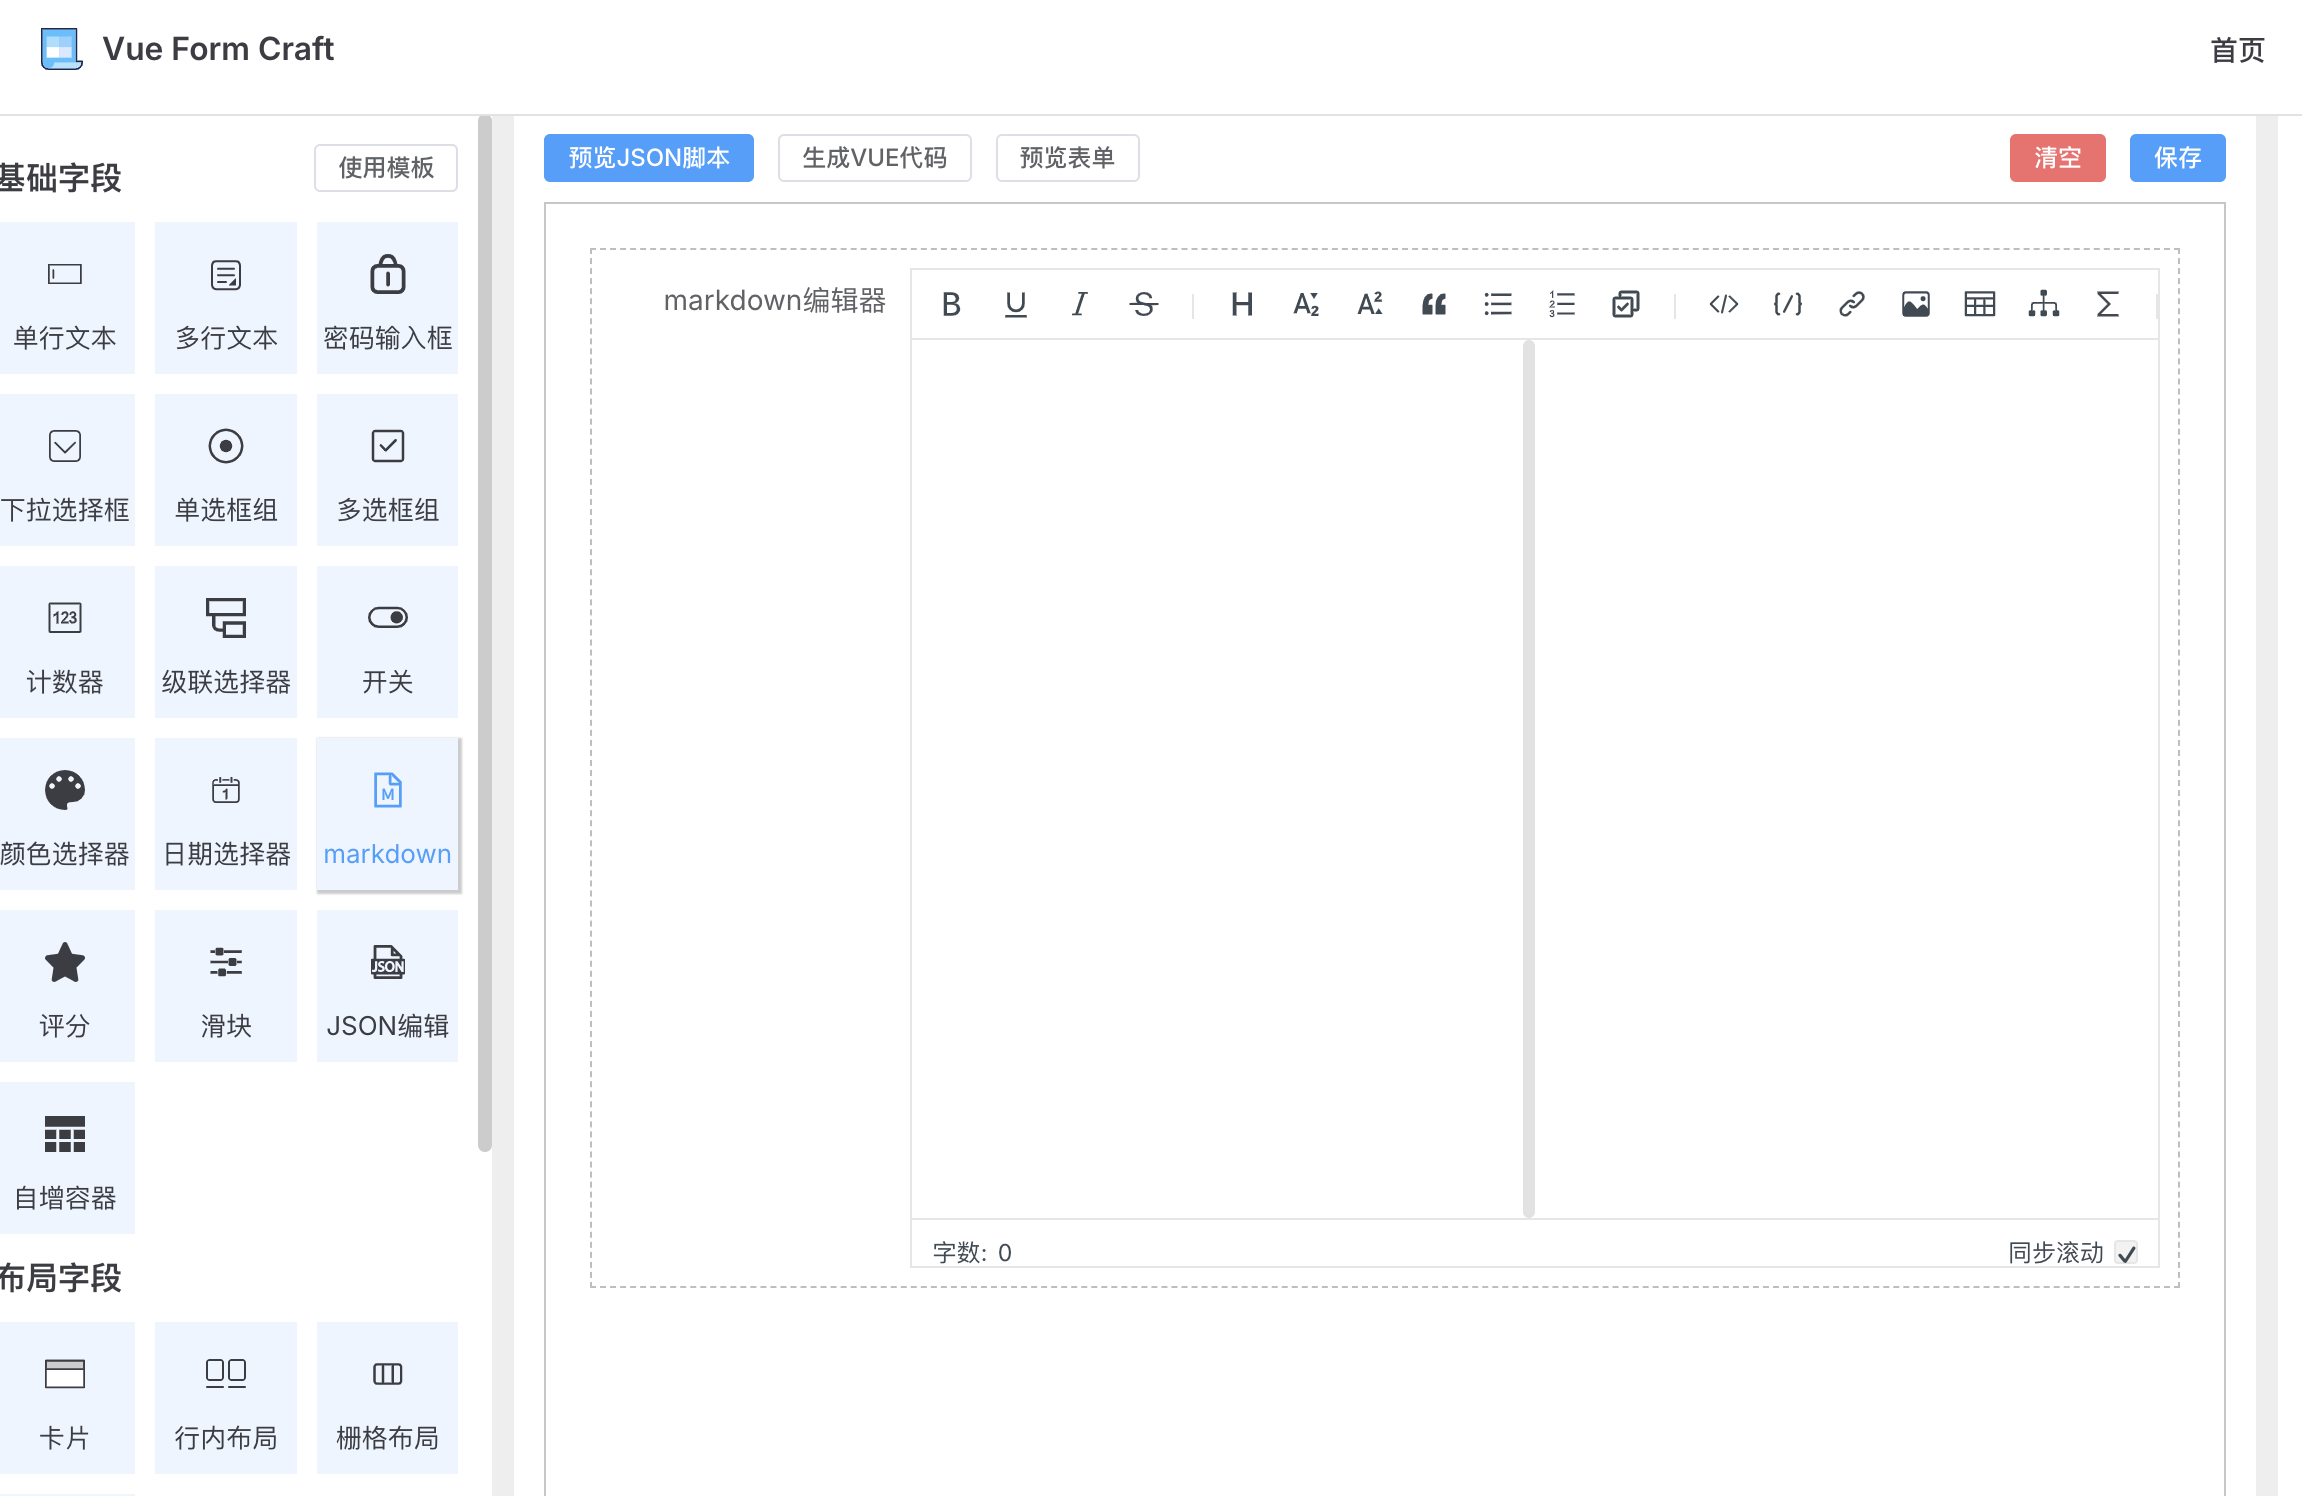 Vue Form Craft
首页
基础字段
使用模板
预览JSON脚本
生成VUE代码
预览表单
清空
保存
单行文本
多行文本
密码输入框
下拉选择框
单选框组
多选框组
计数器
级联选择器
开关
颜色选择器
日期选择器
markdown
评分
滑块
JSON编辑
自增容器
布局字段
卡片
行内布局
栅格布局
markdown编辑器
字数: 0
同步滚动